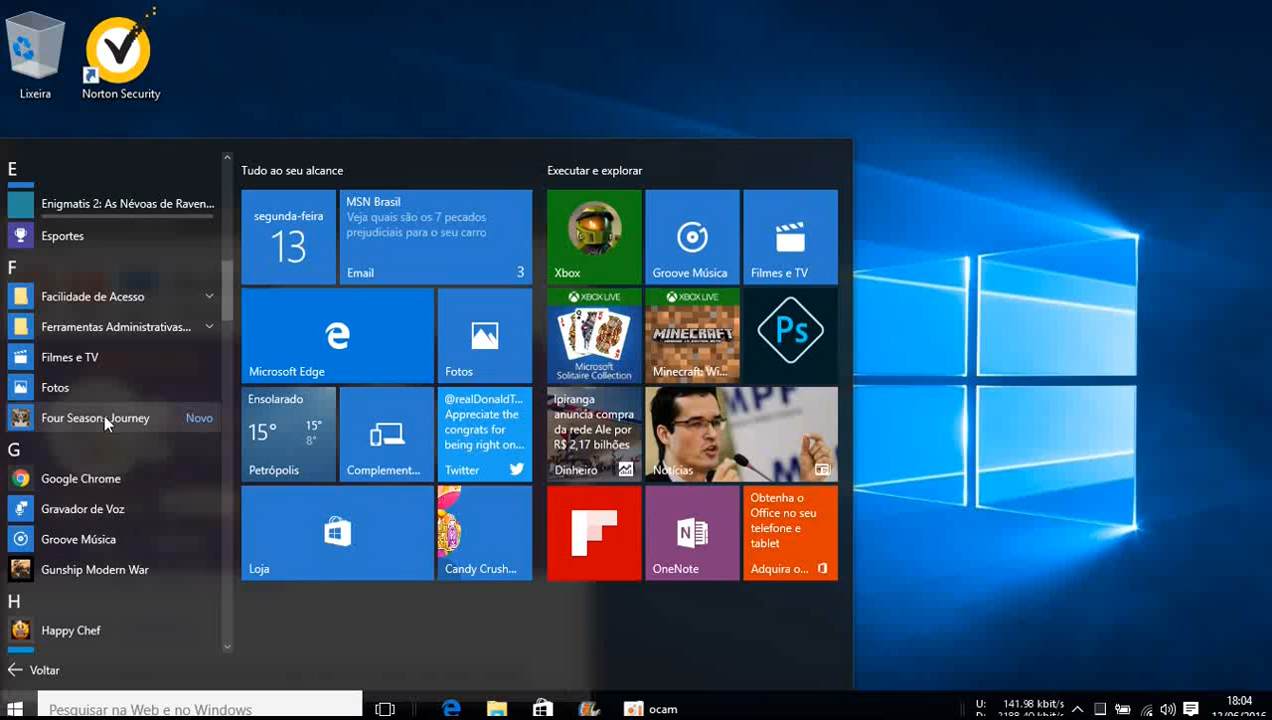 Lixeira
Norton Security
E
Enigmatis 2: As Névoas de Raven...
Esportes
F
Facilidade de Acesso
Ferramentas Administrativas...
Filmes e TV
Fotos
Four Seasons Journey
Novo
G
Google Chrome
Gravador de Voz
Groove Música
Gunship Modern War
H
Happy Chef
Voltar
Tudo ao seu alcance
segunda-feira
13
MSN Brasil
Veja quais são os 7 pecados
prejudiciais para o seu carro
Email
3
Microsoft Edge
Fotos
Ensolarado
15°
15°
8°
Petrópolis
Complement...
@realDonaldT...
Appreciate the
congrats for
being right on...
Twitter
Loja
Candy Crush...
Executar e explorar
Xbox
Groove Música
Filmes e TV
XBOX LIVE
Microsoft
Solitaire Collection
XBOX LIVE
MINECRAFT
Minecraft: Wi...
Ps
Ipiranga
anuncia compra
da rede Ale por
R$ 2,17 bilhões
Dinheiro
MPF
Notícias
OneNote
Obtenha o
Office no seu
telefone e
tablet
Adquira o...
Pesquisar na Web e no Windows
ocam
U: 141.98 kbit/s
D: 2188.40 kbit/s
18:04